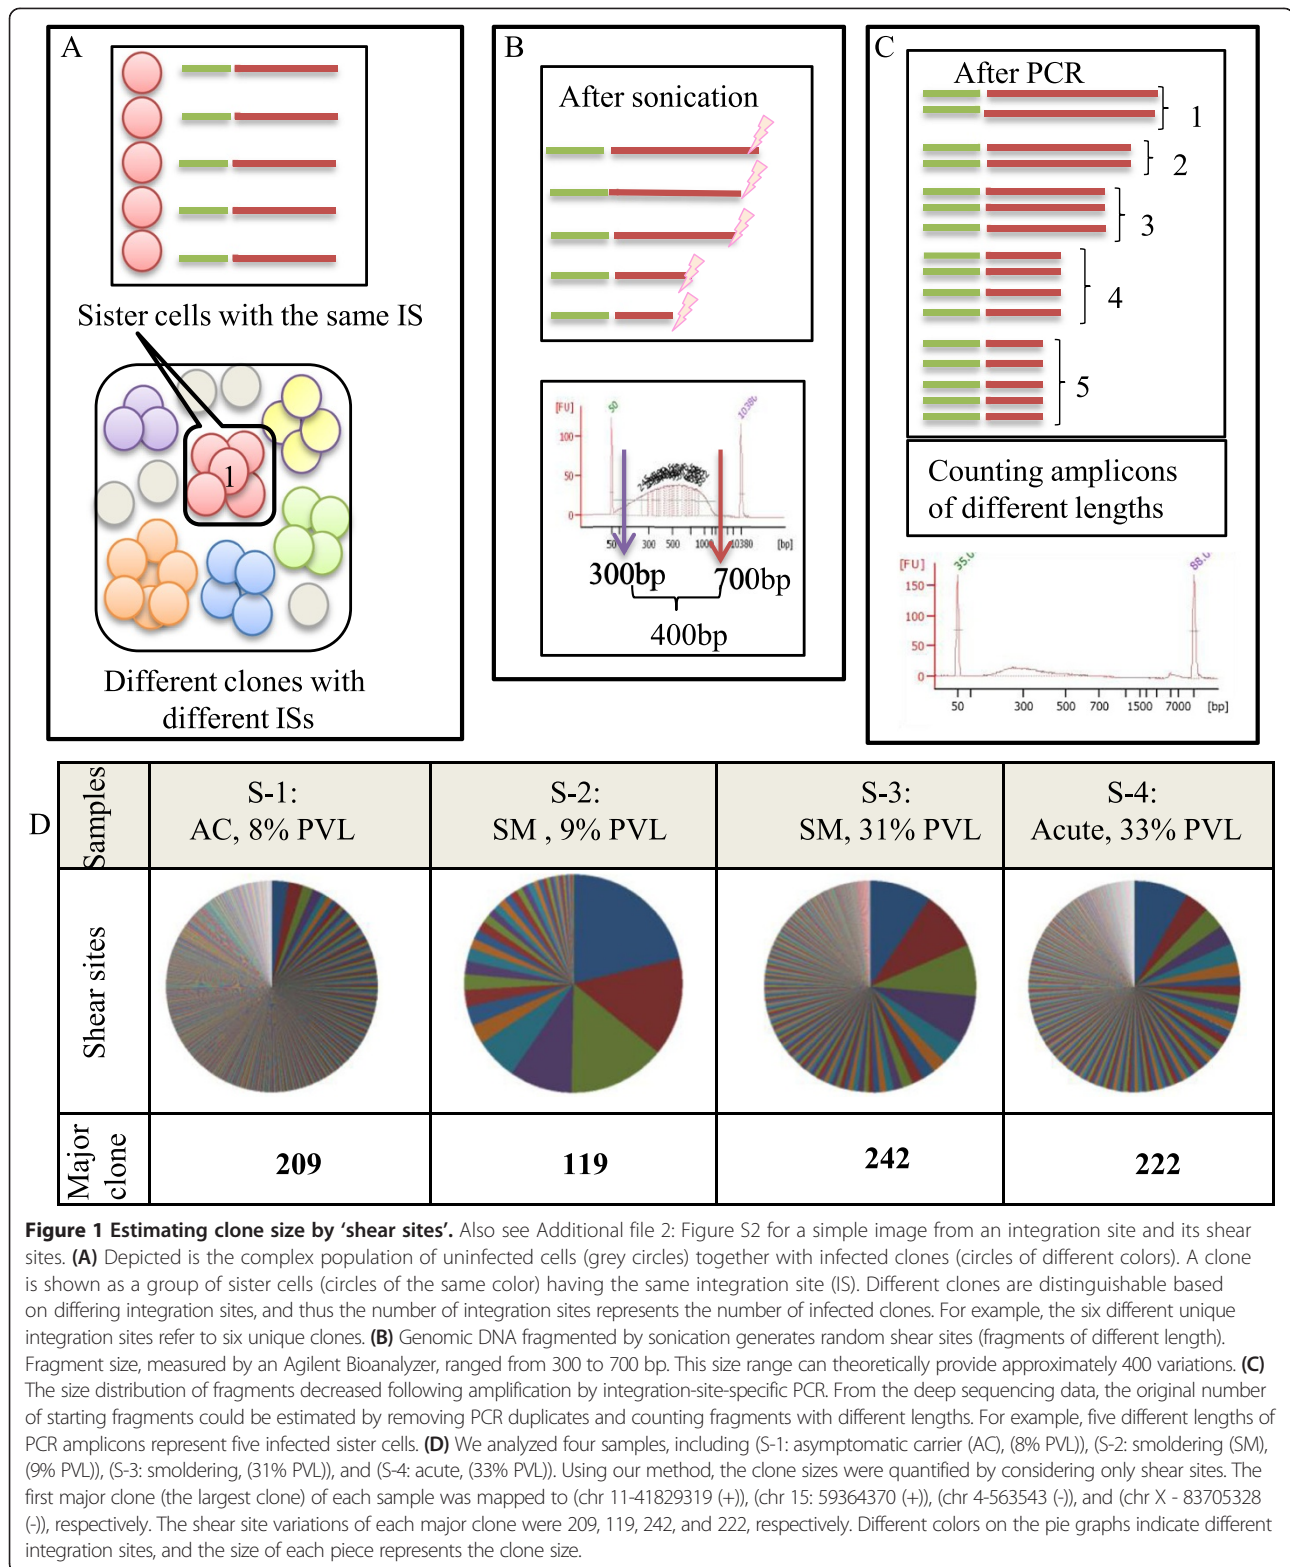 A
Sister cells with the same IS
1
Different clones with
different ISs
B
After sonication
[FU]
50
10380
100
50
0
50
300
500
1000
10380
[bp]
300bp
700bp
400bp
C
After PCR
1
2
3
4
5
Counting amplicons
of different lengths
[FU]
150
100
50
0
50
300
500
700
1500
7000
[bp]
D
Samples
S-1:
AC, 8% PVL
S-2:
SM , 9% PVL
S-3:
SM, 31% PVL
S-4:
Acute, 33% PVL
Shear sites
Major
clone
209
119
242
222
Figure 1 Estimating clone size by ‘shear sites’. Also see Additional file 2: Figure S2 for a simple image from an integration site and its shear
sites. (A) Depicted is the complex population of uninfected cells (grey circles) together with infected clones (circles of different colors). A clone
is shown as a group of sister cells (circles of the same color) having the same integration site (IS). Different clones are distinguishable based
on differing integration sites, and thus the number of integration sites represents the number of infected clones. For example, the six different unique
integration sites refer to six unique clones. (B) Genomic DNA fragmented by sonication generates random shear sites (fragments of different length).
Fragment size, measured by an Agilent Bioanalyzer, ranged from 300 to 700 bp. This size range can theoretically provide approximately 400 variations. (C)
The size distribution of fragments decreased following amplification by integration-site-specific PCR. From the deep sequencing data, the original number
of starting fragments could be estimated by removing PCR duplicates and counting fragments with different lengths. For example, five different lengths of
PCR amplicons represent five infected sister cells. (D) We analyzed four samples, including (S-1: asymptomatic carrier (AC), (8% PVL)), (S-2: smoldering (SM),
(9% PVL)), (S-3: smoldering, (31% PVL)), and (S-4: acute, (33% PVL)). Using our method, the clone sizes were quantified by considering only shear sites. The
first major clone (the largest clone) of each sample was mapped to (chr 11-41829319 (+)), (chr 15: 59364370 (+)), (chr 4-563543 (-)), and (chr X - 83705328
(-)), respectively. The shear site variations of each major clone were 209, 119, 242, and 222, respectively. Different colors on the pie graphs indicate different
integration sites, and the size of each piece represents the clone size.